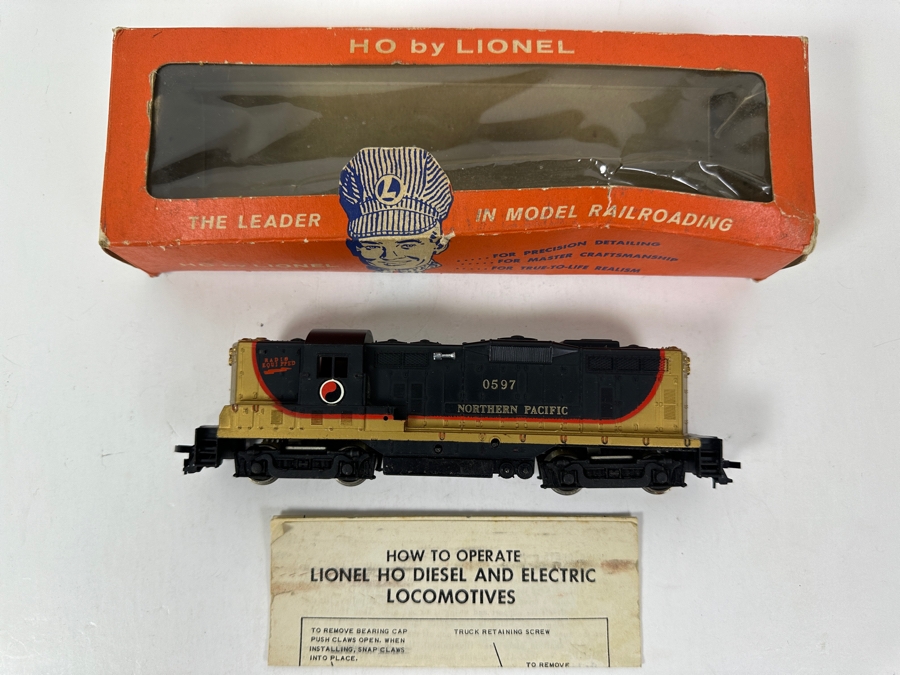 HO by LIONEL
THE LEADER
IN MODEL RAILROADING
L
.....FOR PRECISION DETAILING
.....FOR MASTER CRAFTSMANSHIP
.....FOR TRUE-TO-LIFE REALISM
RADIO
EQUIPPED
0597
NORTHERN PACIFIC
HOW TO OPERATE
LIONEL HO DIESEL AND ELECTRIC
LOCOMOTIVES
TO REMOVE BEARING CAP
PUSH CLAWS OPEN. WHEN
INSTALLING, SNAP CLAWS
INTO PLACE.
TRUCK RETAINING SCREW
TO REMOVE